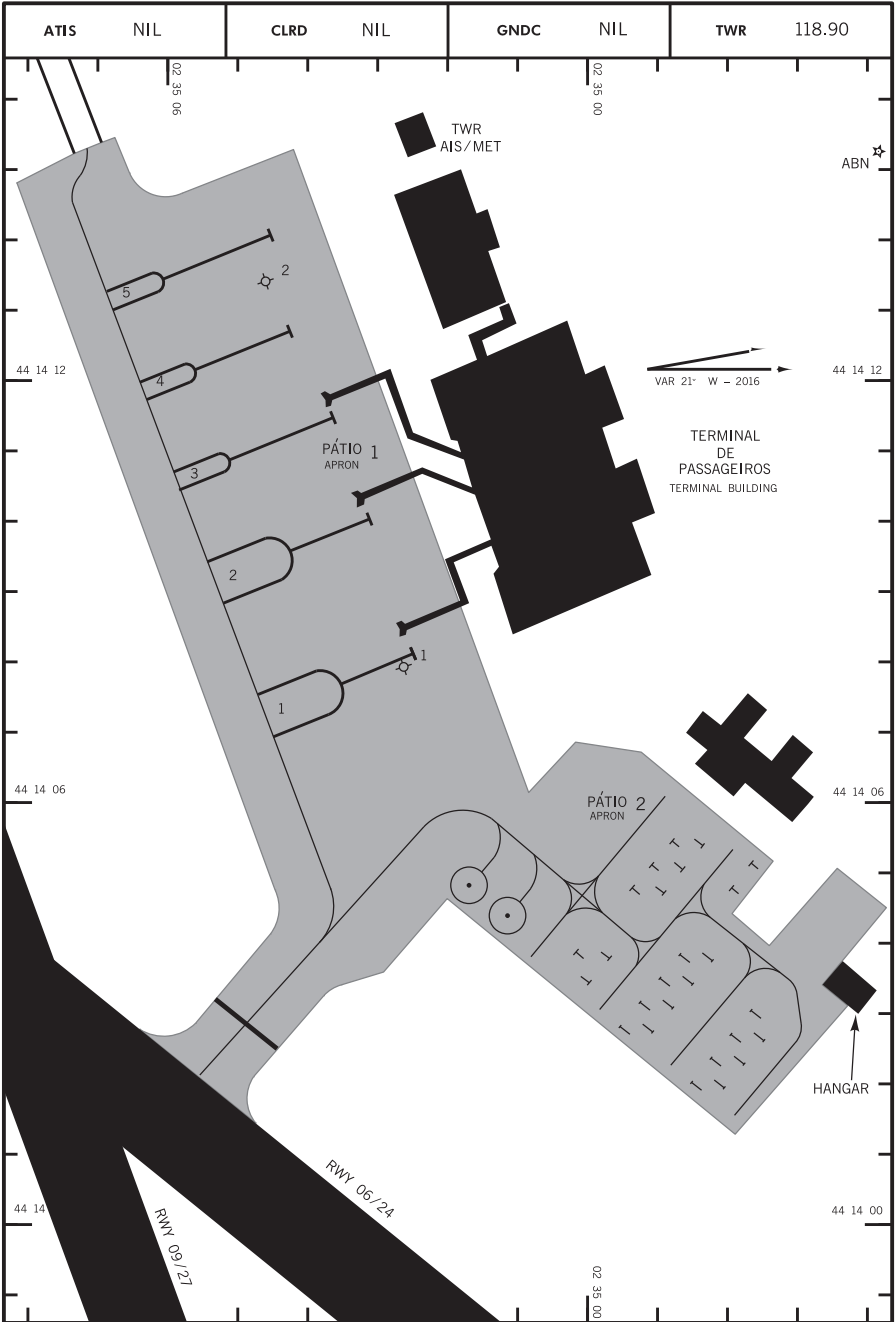 ATIS NIL CLRD NIL GNDC NIL TWR 118.90
02 35 06
02 35 00
TWR
AIS/MET
ABN
5
2
4
44 14 12
44 14 12
VAR 21° W – 2016
3
PÁTIO 1
APRON
TERMINAL
DE
PASSAGEIROS
TERMINAL BUILDING
2
1
1
44 14 06
44 14 06
PÁTIO 2
APRON
HANGAR
RWY 06/24
RWY 09/27
44 14
44 14 00
02 35 00